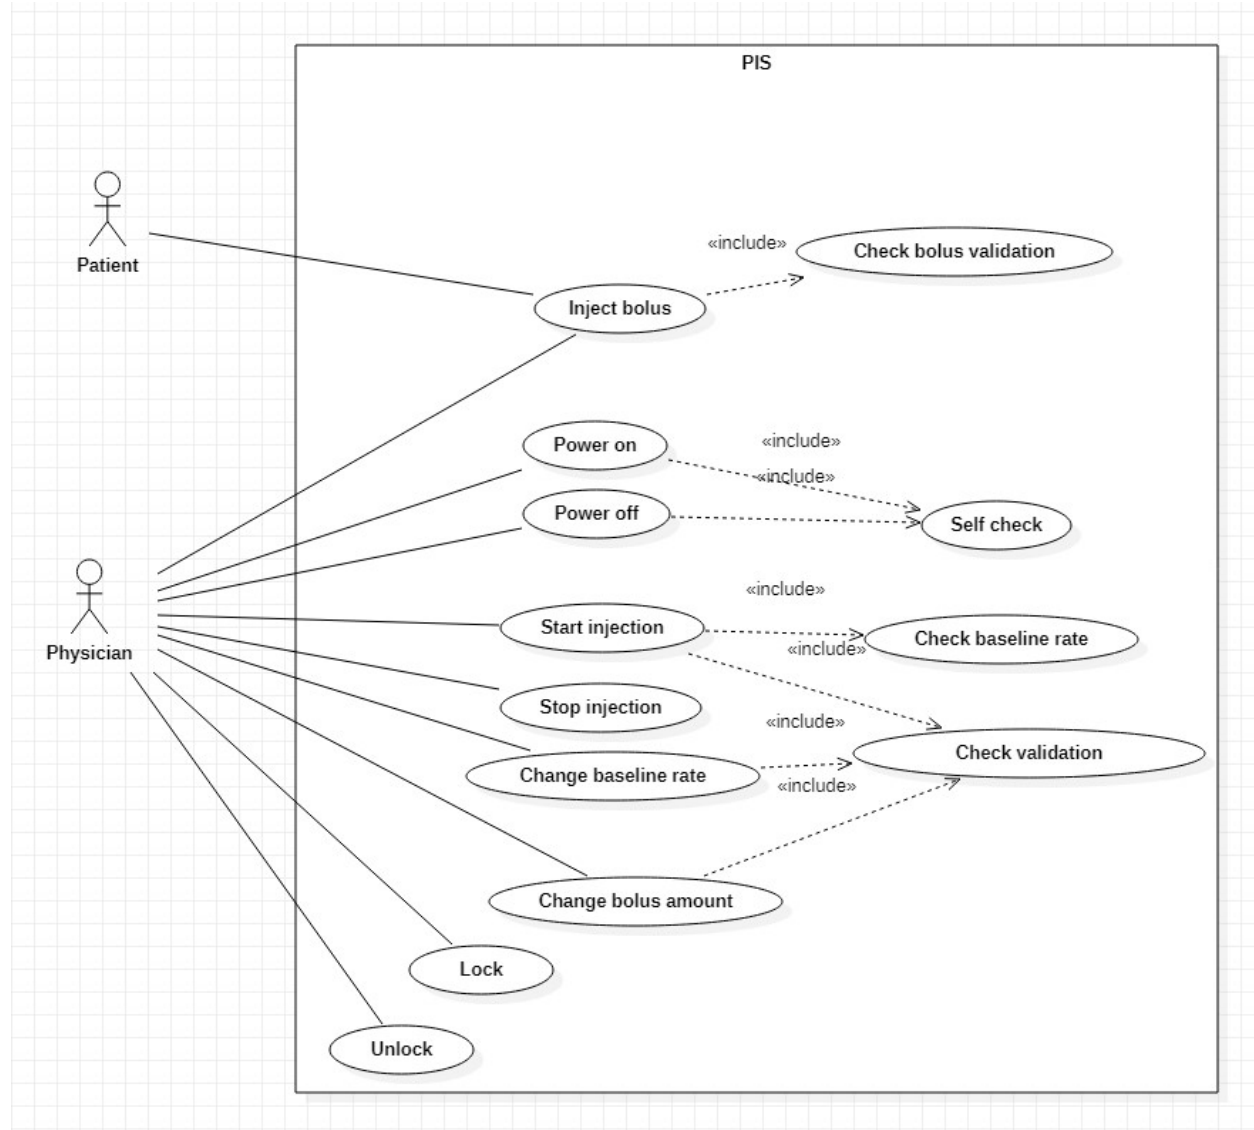 PIS
Patient
«include»
Check bolus validation
Inject bolus
Power on
«include»
«include»
Power off
Self check
Physician
«include»
Start injection
Check baseline rate
«include»
Stop injection
«include»
Check validation
Change baseline rate
«include»
Change bolus amount
Lock
Unlock